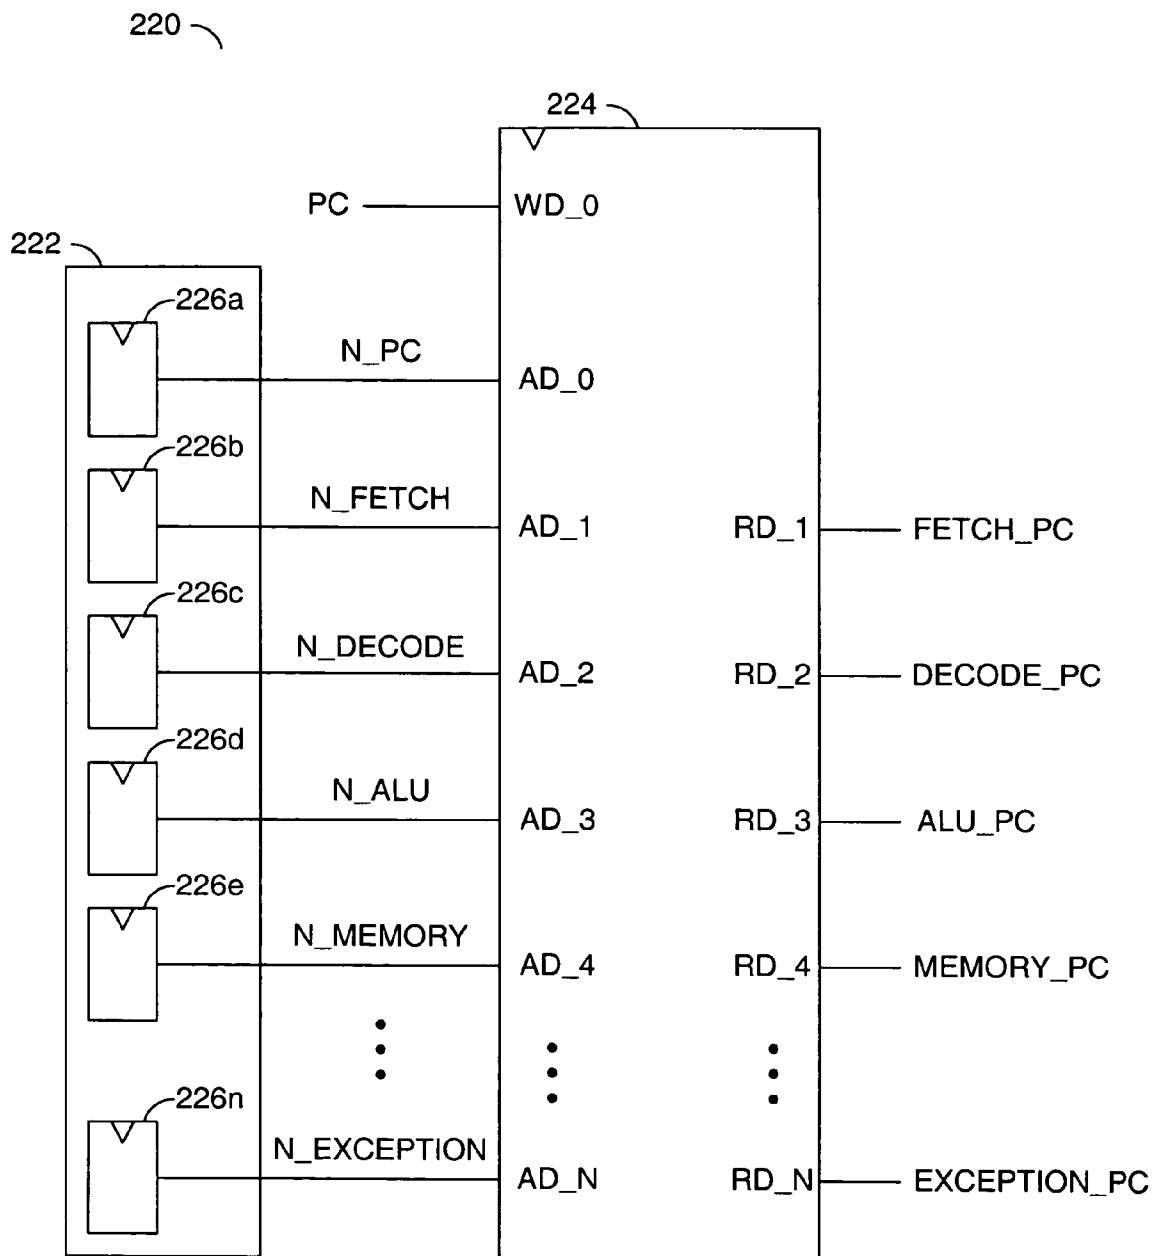 220
224
PC WD_0
222
226a
N_PC AD_0
226b
N_FETCH AD_1 RD_1 FETCH_PC
226c
N_DECODE AD_2 RD_2 DECODE_PC
226d
N_ALU AD_3 RD_3 ALU_PC
226e
N_MEMORY AD_4 RD_4 MEMORY_PC
226n
N_EXCEPTION AD_N RD_N EXCEPTION_PC